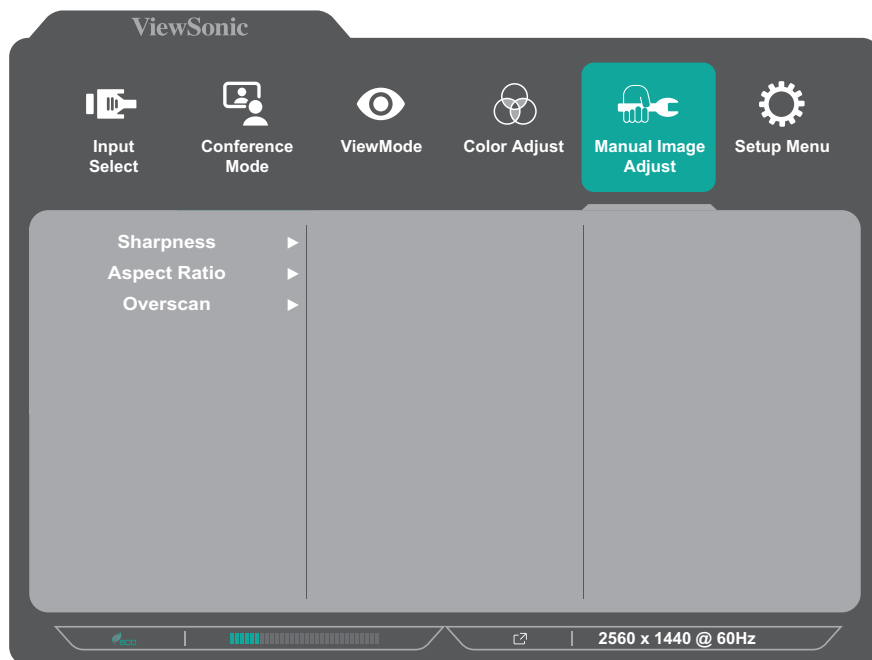 ViewSonic
Input
Select
Conference
Mode
ViewMode
Color Adjust
Manual Image
Adjust
Setup Menu
Sharpness
Aspect Ratio
Overscan
eco
2560 x 1440 @ 60Hz